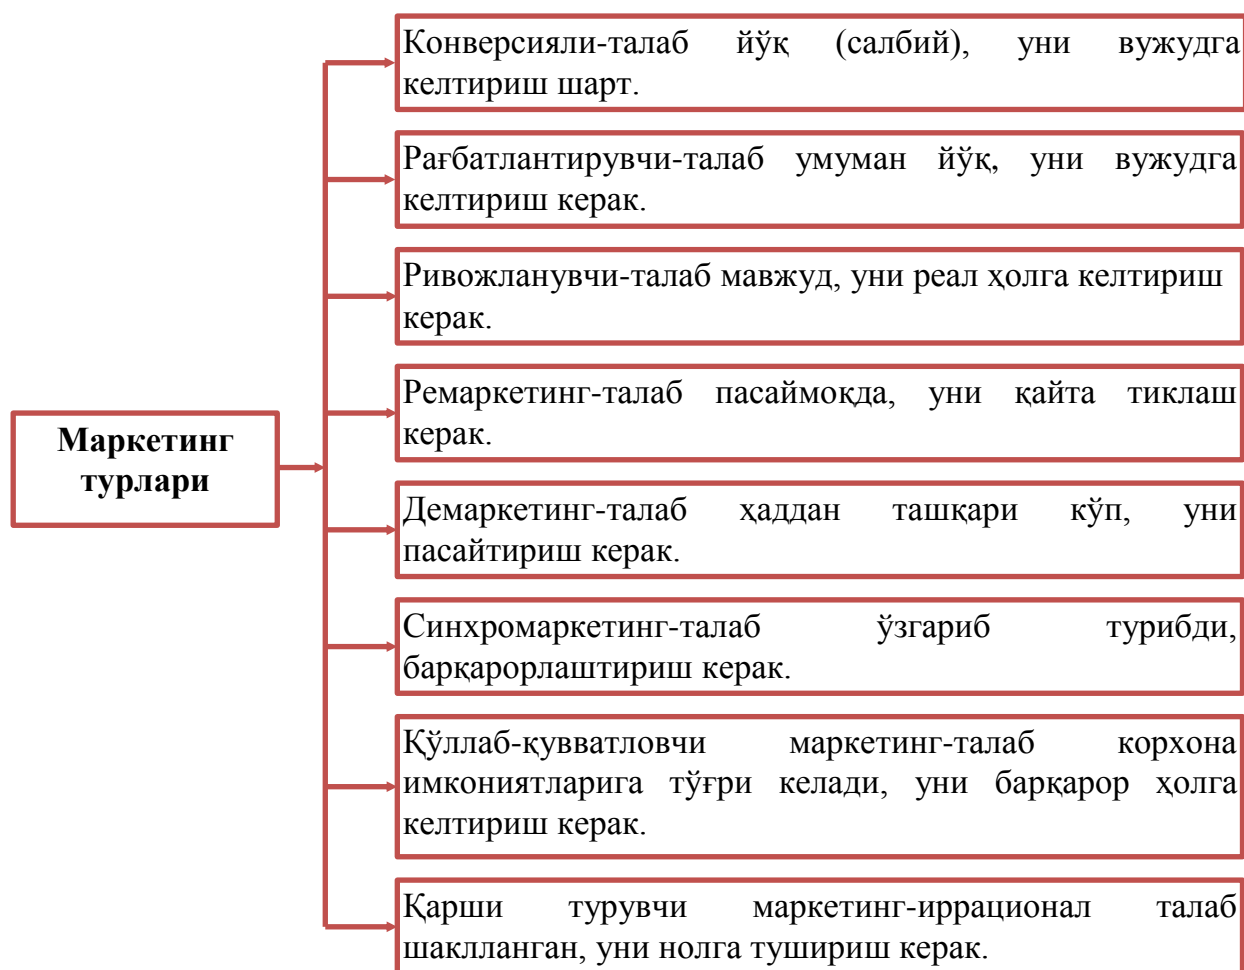 Конверсияли-талаб йўқ (салбий), уни вужудга
келтириш шарт.
Рағбатлантирувчи-талаб умуман йўқ, уни вужудга
келтириш керак.
Ривожланувчи-талаб мавжуд, уни реал ҳолга келтириш
керак.
Ремаркетинг-талаб пасаймоқда, уни қайта тиклаш
керак.
Маркетинг
турлари
Демаркетинг-талаб ҳаддан ташқари кўп, уни
пасайтириш керак.
Синхромаркетинг-талаб ўзгариб турибди,
барқарорлаштириш керак.
Қўллаб-қувватловчи маркетинг-талаб корхона
имкониятларига тўғри келади, уни барқарор ҳолга
келтириш керак.
Қарши турувчи маркетинг-иррационал талаб
шаклланган, уни нолга тушириш керак.